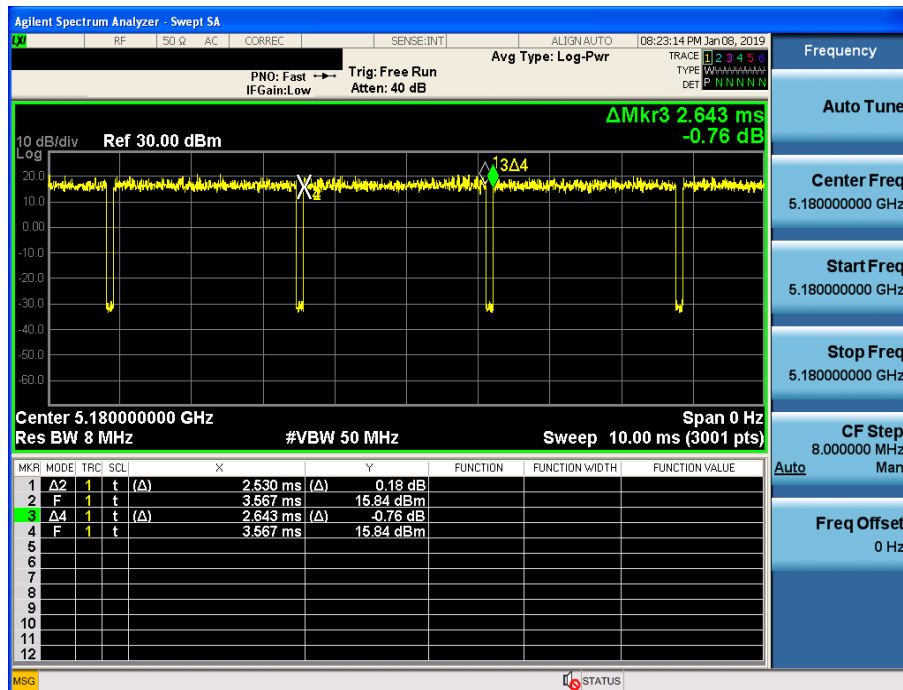 Agilent Spectrum Analyzer - Swept SA
LXI RF 50 Ω AC CORREC SENSE:INT ALIGN AUTO 08:23:14 PM Jan 08, 2019
Frequency
Avg Type: Log-Pwr TRACE 1 2 3 4 5 6
PNO: Fast Trig: Free Run TYPE WWWWWW
IFGain:Low Atten: 40 dB DET P N N N N N
Auto Tune
ΔMkr3 2.643 ms
-0.76 dB
10 dB/div Ref 30.00 dBm
Log
13Δ4
20.0
10.0
0.00
-10.0
-20.0
-30.0
-40.0
-50.0
-60.0
Center Freq
5.180000000 GHz
Start Freq
5.180000000 GHz
Stop Freq
5.180000000 GHz
Center 5.180000000 GHz Span 0 Hz
Res BW 8 MHz #VBW 50 MHz Sweep 10.00 ms (3001 pts)
CF Step
8.000000 MHz
Auto Man
Freq Offset
0 Hz
MKR MODE TRC SCL X Y FUNCTION FUNCTION WIDTH FUNCTION VALUE
1 Δ2 1 t (Δ) 2.530 ms (Δ) 0.18 dB
2 F 1 t 3.567 ms 15.84 dBm
3 Δ4 1 t (Δ) 2.643 ms (Δ) -0.76 dB
4 F 1 t 3.567 ms 15.84 dBm
5
6
7
8
9
10
11
12
MSG STATUS